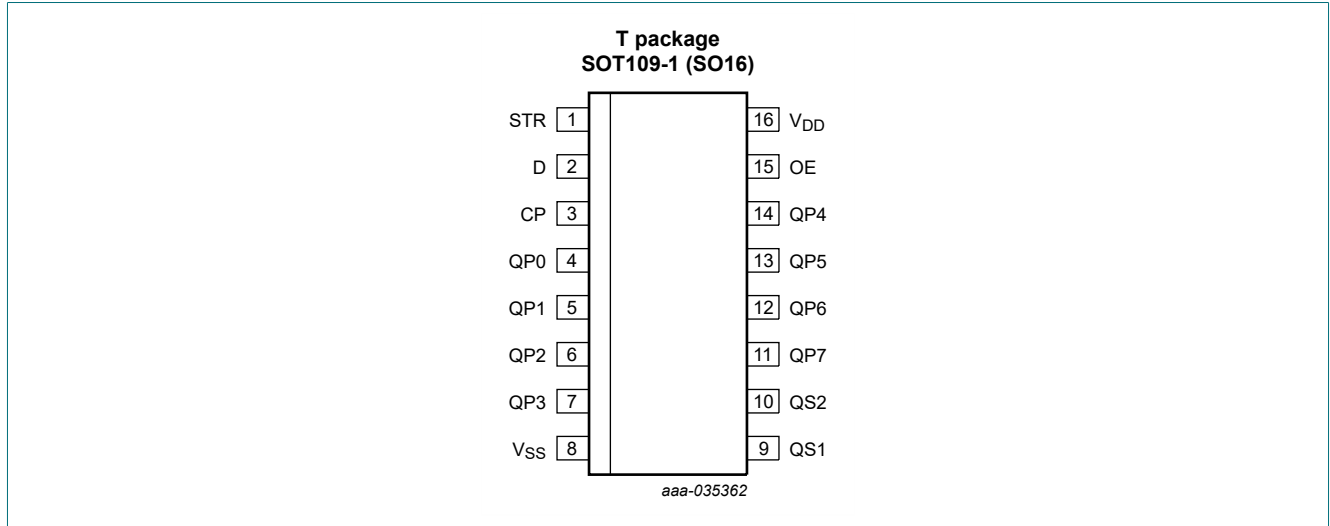 T package
SOT109-1 (SO16)
STR 1
16 VDD
D 2
15 OE
CP 3
14 QP4
QP0 4
13 QP5
QP1 5
12 QP6
QP2 6
11 QP7
QP3 7
10 QS2
VSS 8
9 QS1
aaa-035362